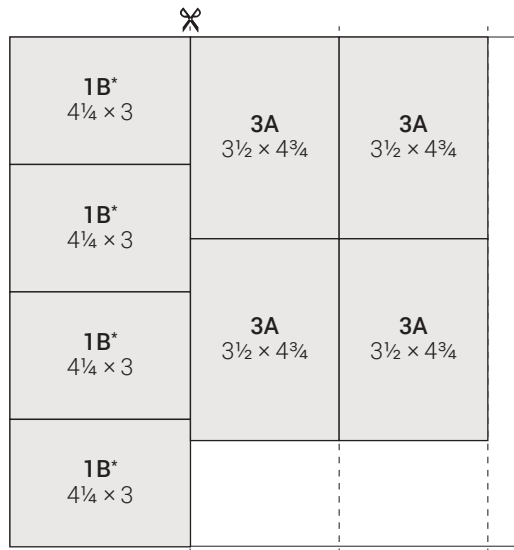 1B*
4¼ × 3
3A
3½ × 4¾
3A
3½ × 4¾
1B*
4¼ × 3
3A
3½ × 4¾
3A
3½ × 4¾
1B*
4¼ × 3
1B*
4¼ × 3